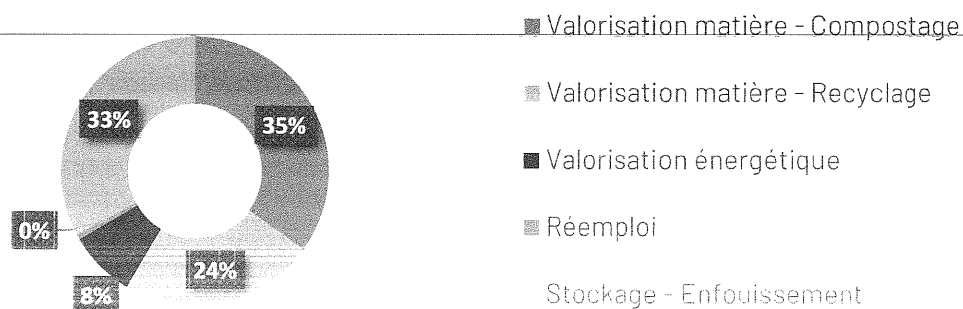 Valorisation matière - Compostage
Valorisation matière - Recyclage
Valorisation énergétique
Réemploi
Stockage - Enfouissement
33%
35%
0%
24%
8%